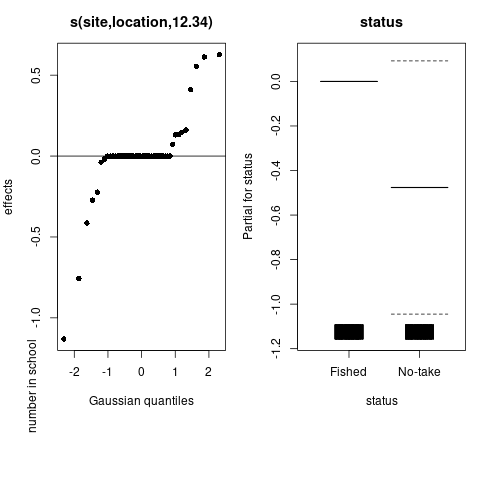 s(site,location,12.34)
effects
0.5
0.0
-0.5
-1.0
-2
-1
0
1
2
Gaussian quantiles
number in school
status
Partial for status
0.0
-0.2
-0.4
-0.6
-0.8
-1.0
-1.2
Fished
No-take
status